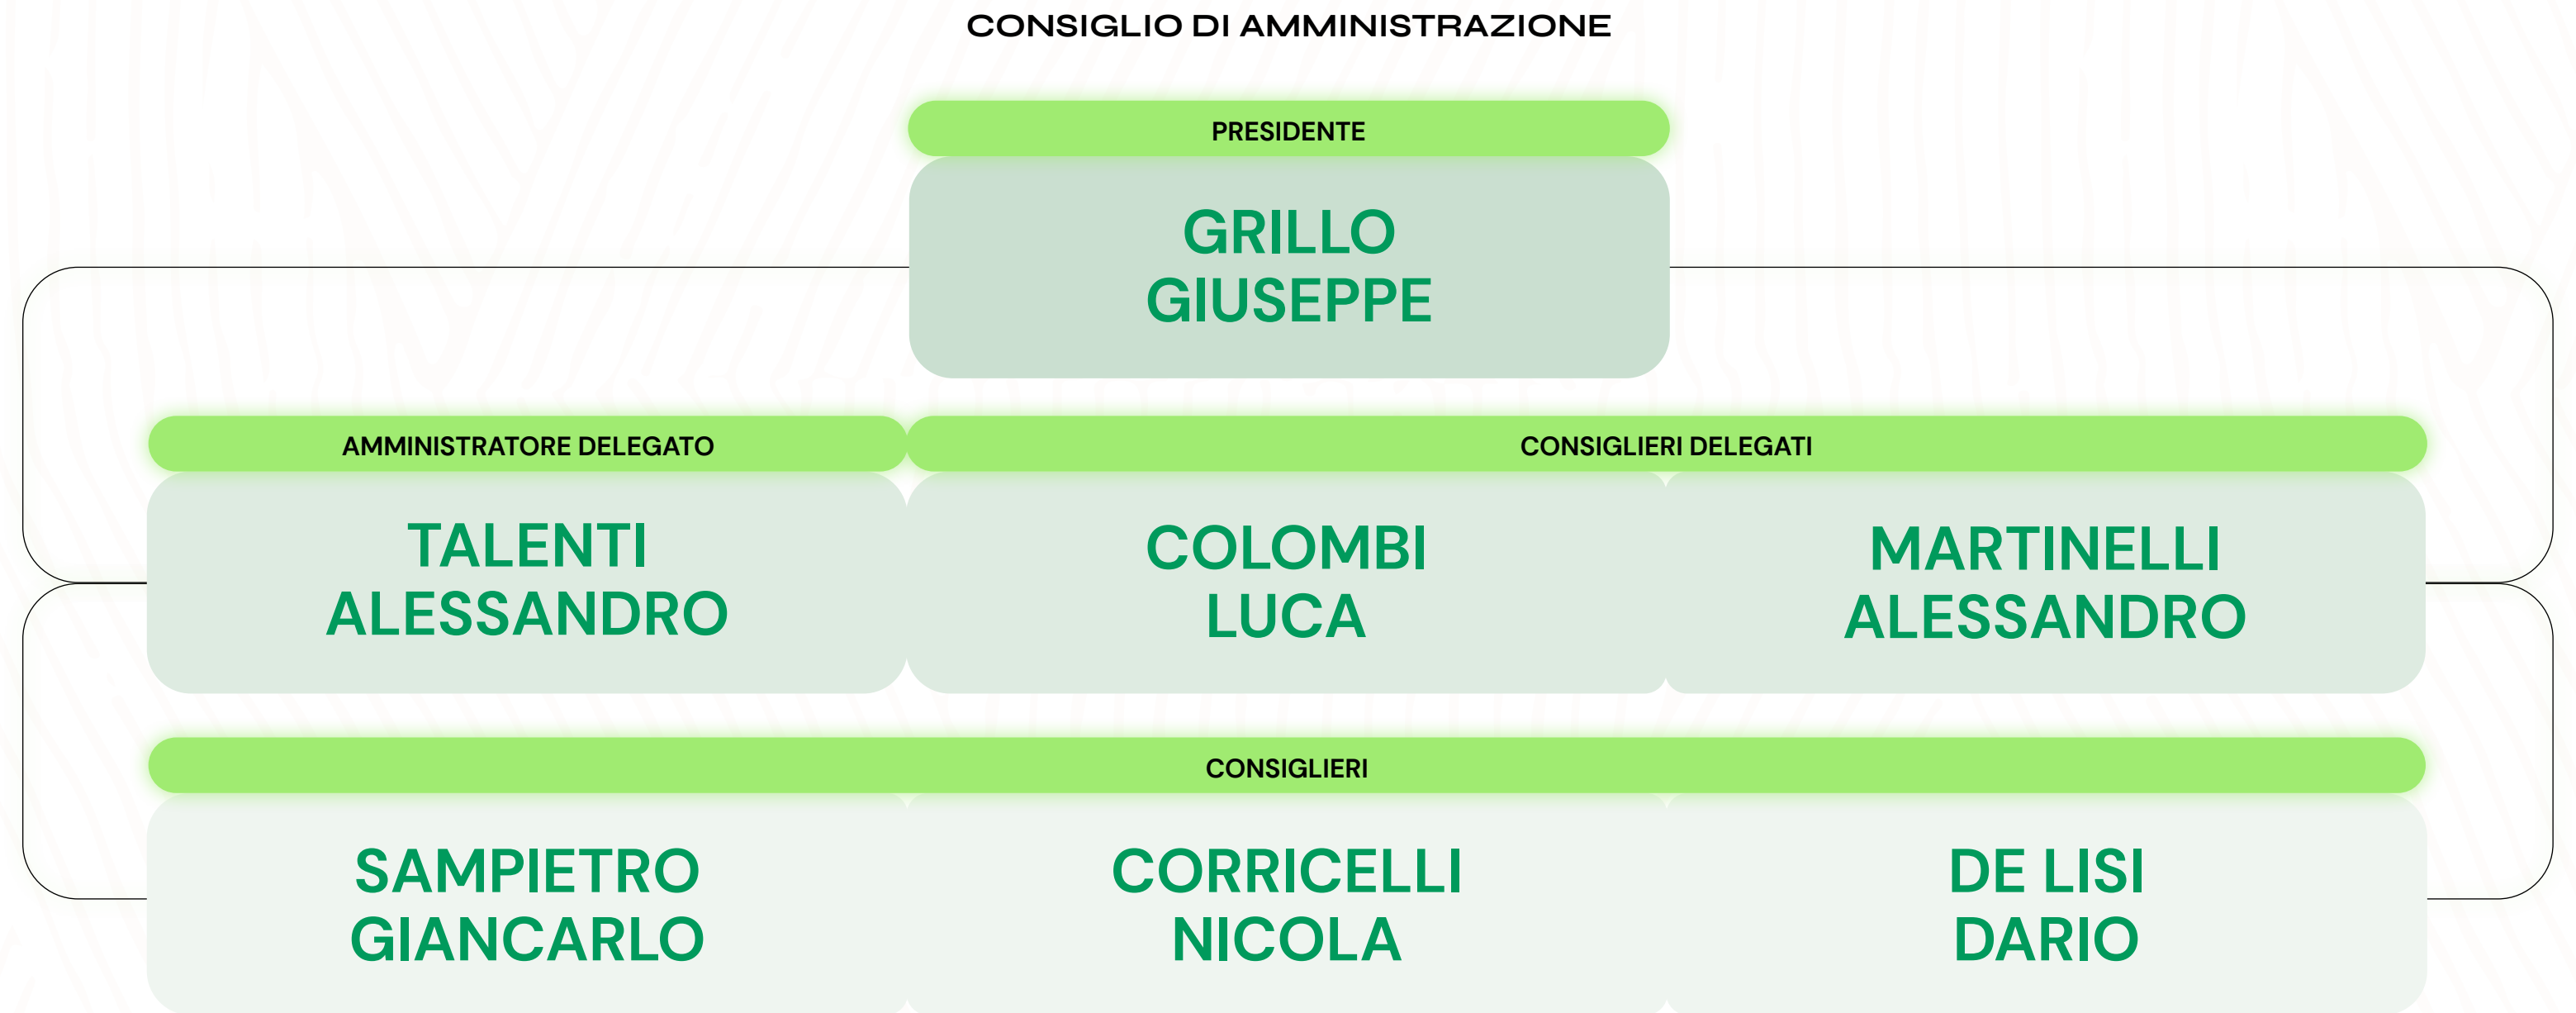 CONSIGLIO DI AMMINISTRAZIONE
PRESIDENTE
GRILLO
GIUSEPPE
AMMINISTRATORE DELEGATO
TALENTI
ALESSANDRO
CONSIGLIERI DELEGATI
COLOMBI
LUCA
MARTINELLI
ALESSANDRO
CONSIGLIERI
SAMPIETRO
GIANCARLO
CORRICELLI
NICOLA
DE LISI
DARIO